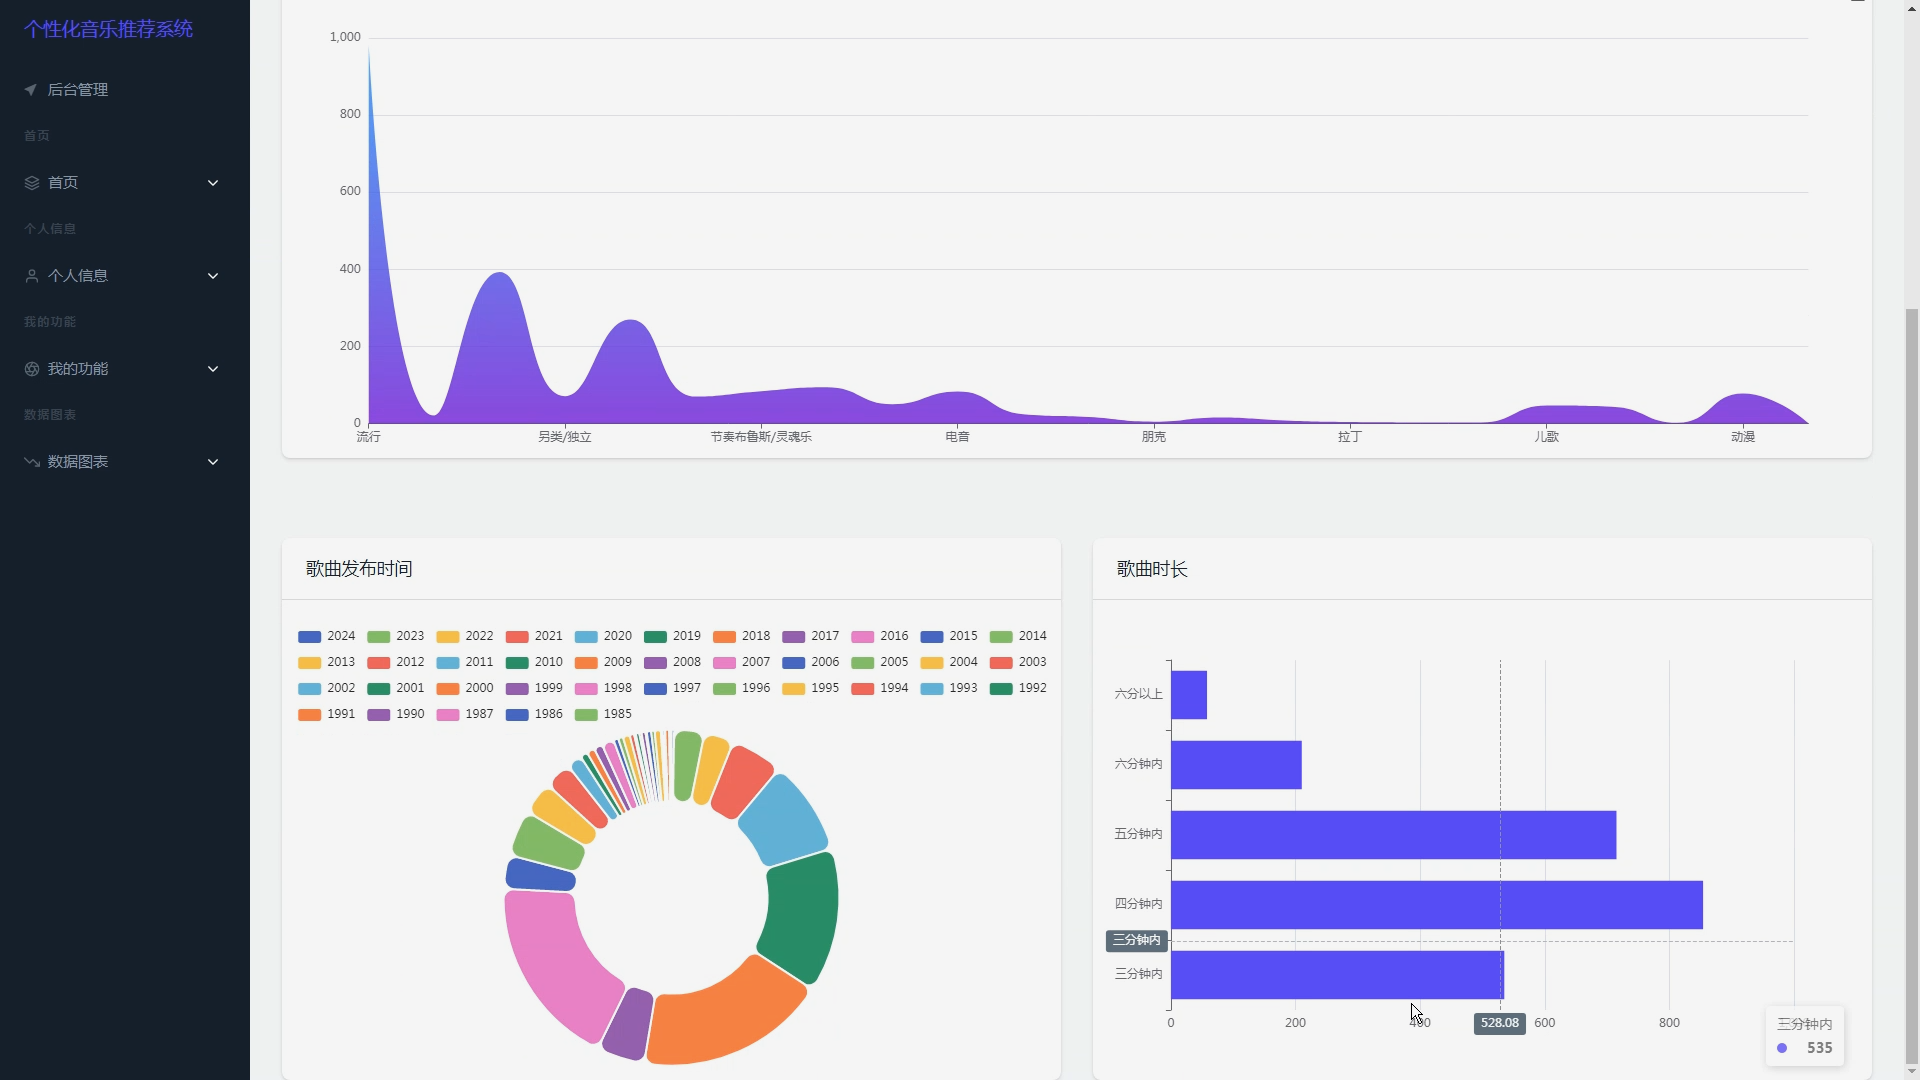 个性化音乐推荐系统
后台管理
首页
首页
个人信息
个人信息
我的功能
我的功能
数据图表
数据图表
1,000
800
600
400
200
0
流行 另类/独立 节奏布鲁斯/灵魂乐 电音 朋克 拉丁 儿歌 动漫
歌曲发布时间
2024 2023 2022 2021 2020 2019 2018 2017 2016 2015 2014
2013 2012 2011 2010 2009 2008 2007 2006 2005 2004 2003
2002 2001 2000 1999 1998 1997 1996 1995 1994 1993 1992
1991 1990 1987 1986 1985
歌曲时长
六分以上
六分钟内
五分钟内
四分钟内
三分钟内
三分钟内
0 200 400 528.08 600 800
三分钟内
535